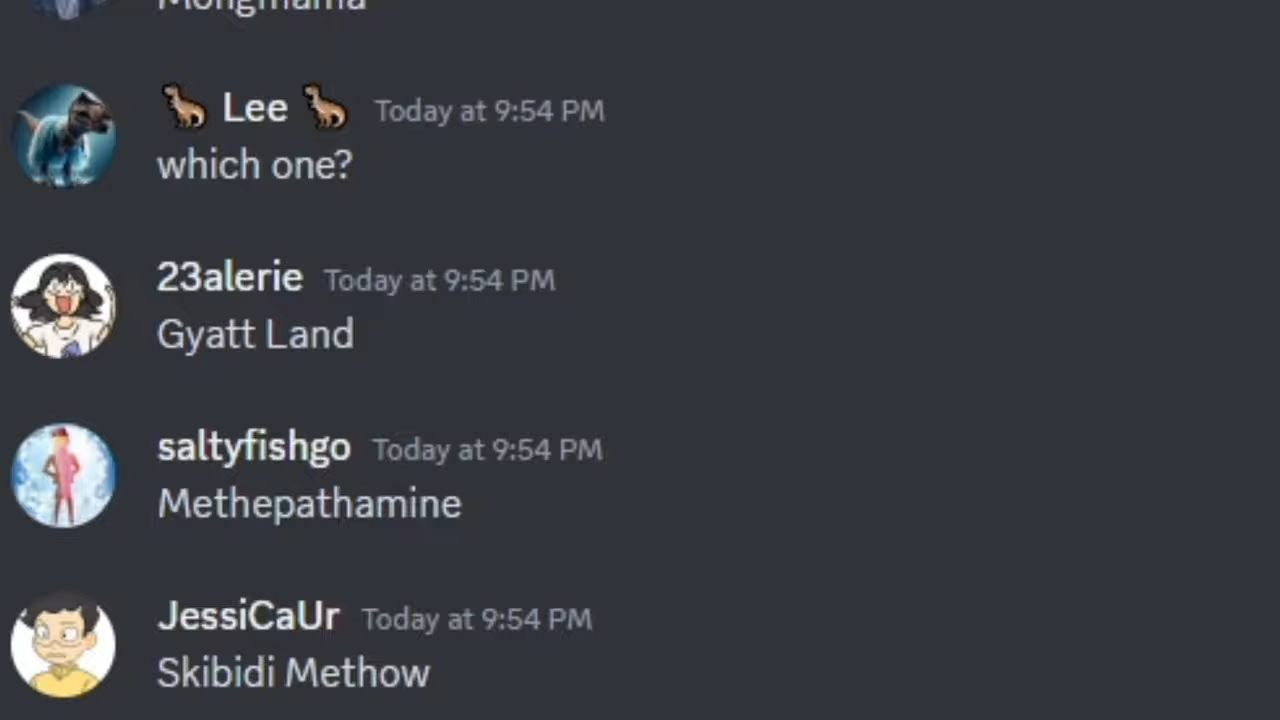 Mongmama
Lee Today at 9:54 PM
which one?
23alerie Today at 9:54 PM
Gyatt Land
saltyfishgo Today at 9:54 PM
Methepathamine
JessiCaUr Today at 9:54 PM
Skibidi Methow